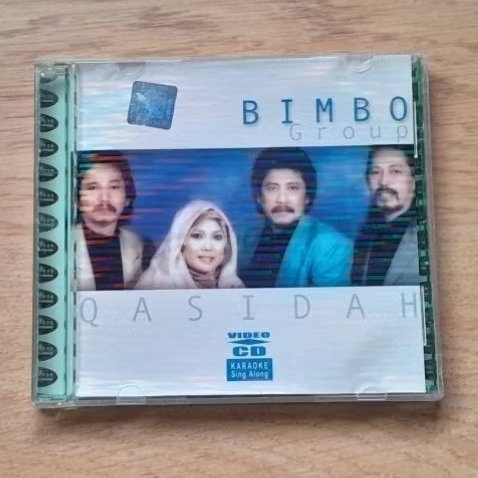 BIMBO
Group
QASIDAH
VIDEO
CD
KARAOKE
Sing Along